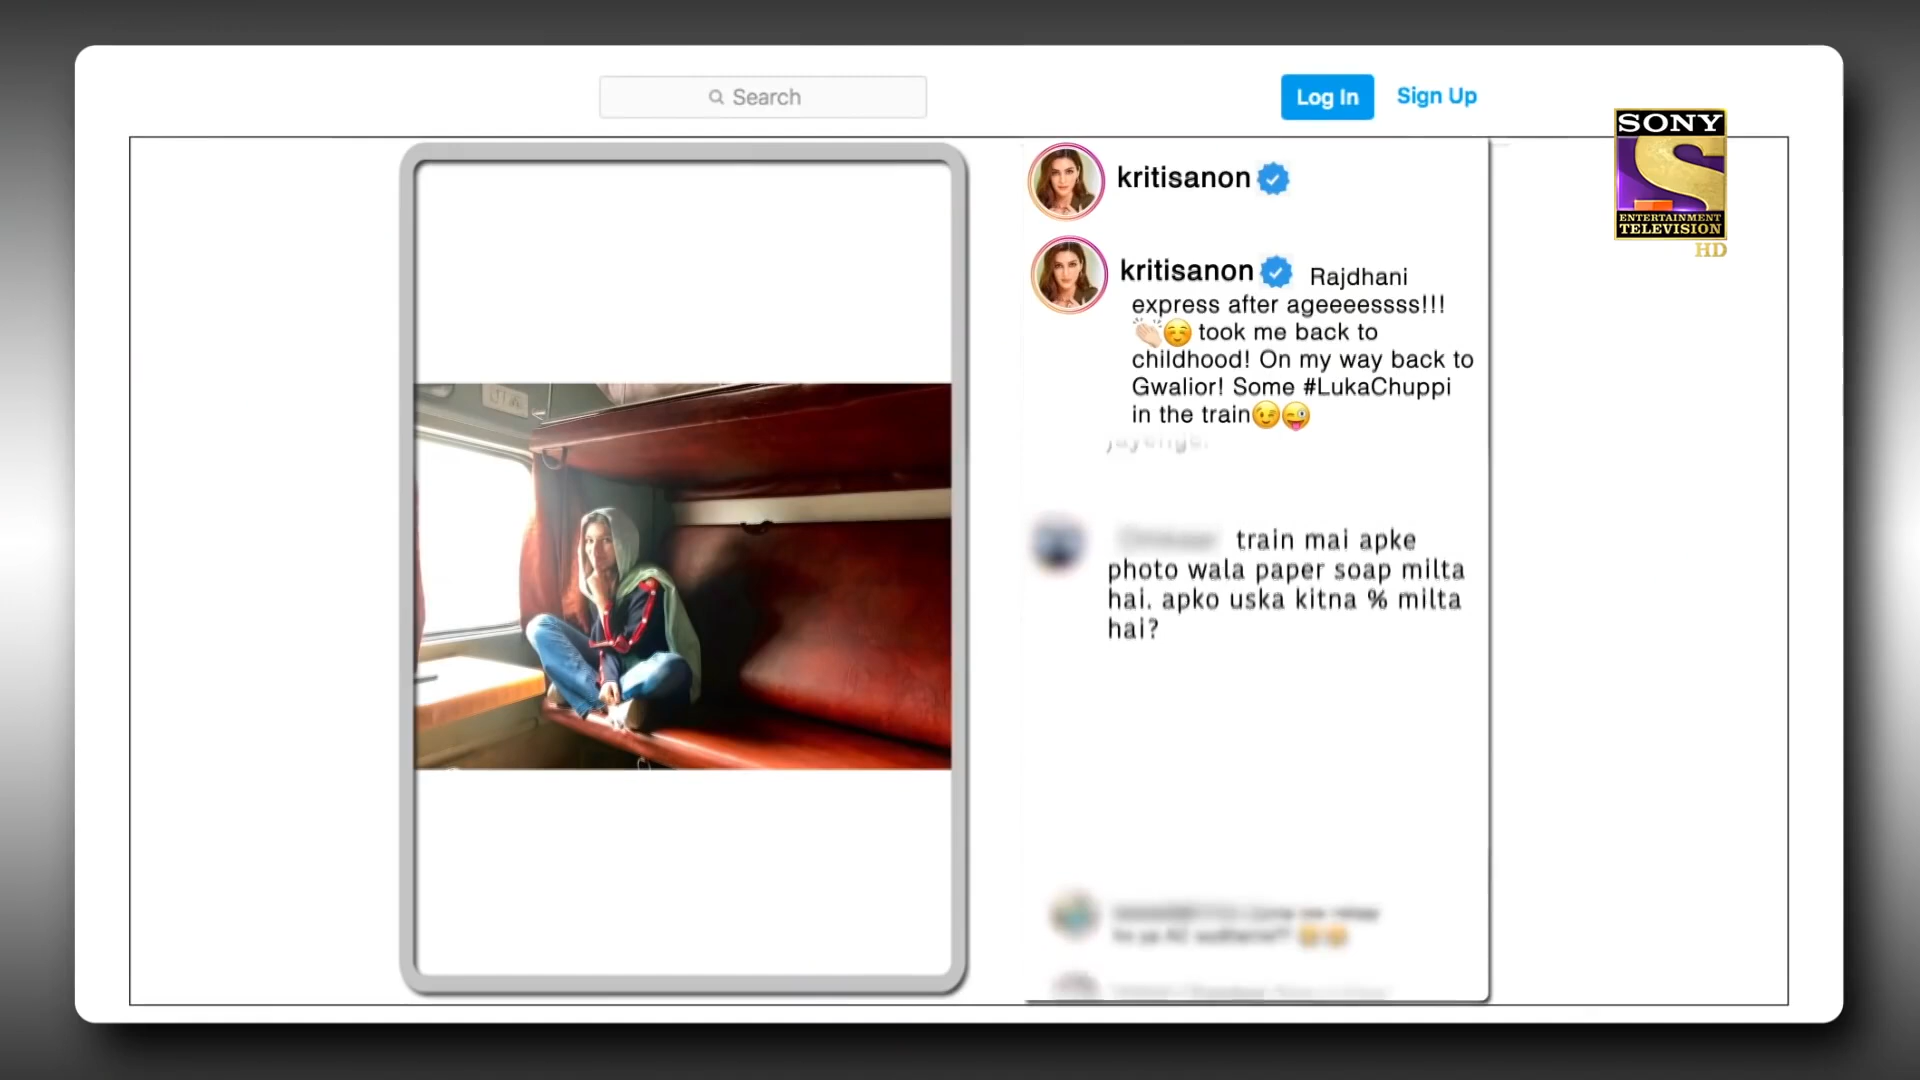 Search
Log In
Sign Up
SONY
ENTERTAINMENT
TELEVISION
HD
kritisanon
kritisanon Rajdhani
express after ageeeessss!!!
👏🏻☺️ took me back to
childhood! On my way back to
Gwalior! Some #LukaChuppi
in the train😉😜
train mai apke
photo wala paper soap milta
hai. apko uska kitna % milta
hai?